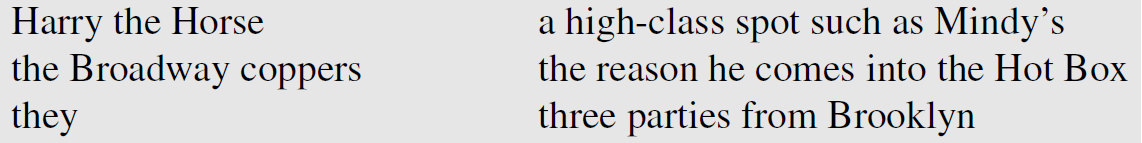 Harry the Horse a high-class spot such as Mindy’s
the Broadway coppers the reason he comes into the Hot Box
they three parties from Brooklyn